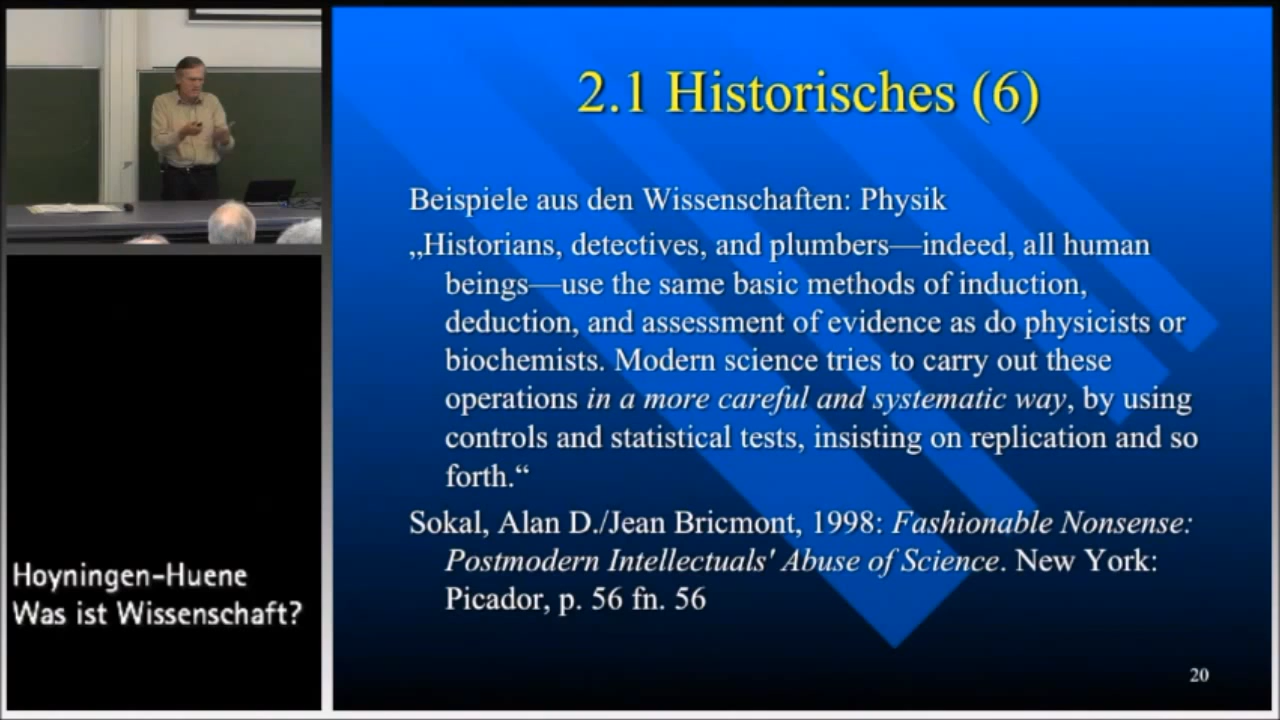 2.1 Historisches (6)
Beispiele aus den Wissenschaften: Physik
„Historians, detectives, and plumbers—indeed, all human
beings—use the same basic methods of induction,
deduction, and assessment of evidence as do physicists or
biochemists. Modern science tries to carry out these
operations in a more careful and systematic way, by using
controls and statistical tests, insisting on replication and so
forth.“
Sokal, Alan D./Jean Bricmont, 1998: Fashionable Nonsense:
Postmodern Intellectuals' Abuse of Science. New York:
Picador, p. 56 fn. 56
20
Hoyningen-Huene
Was ist Wissenschaft?